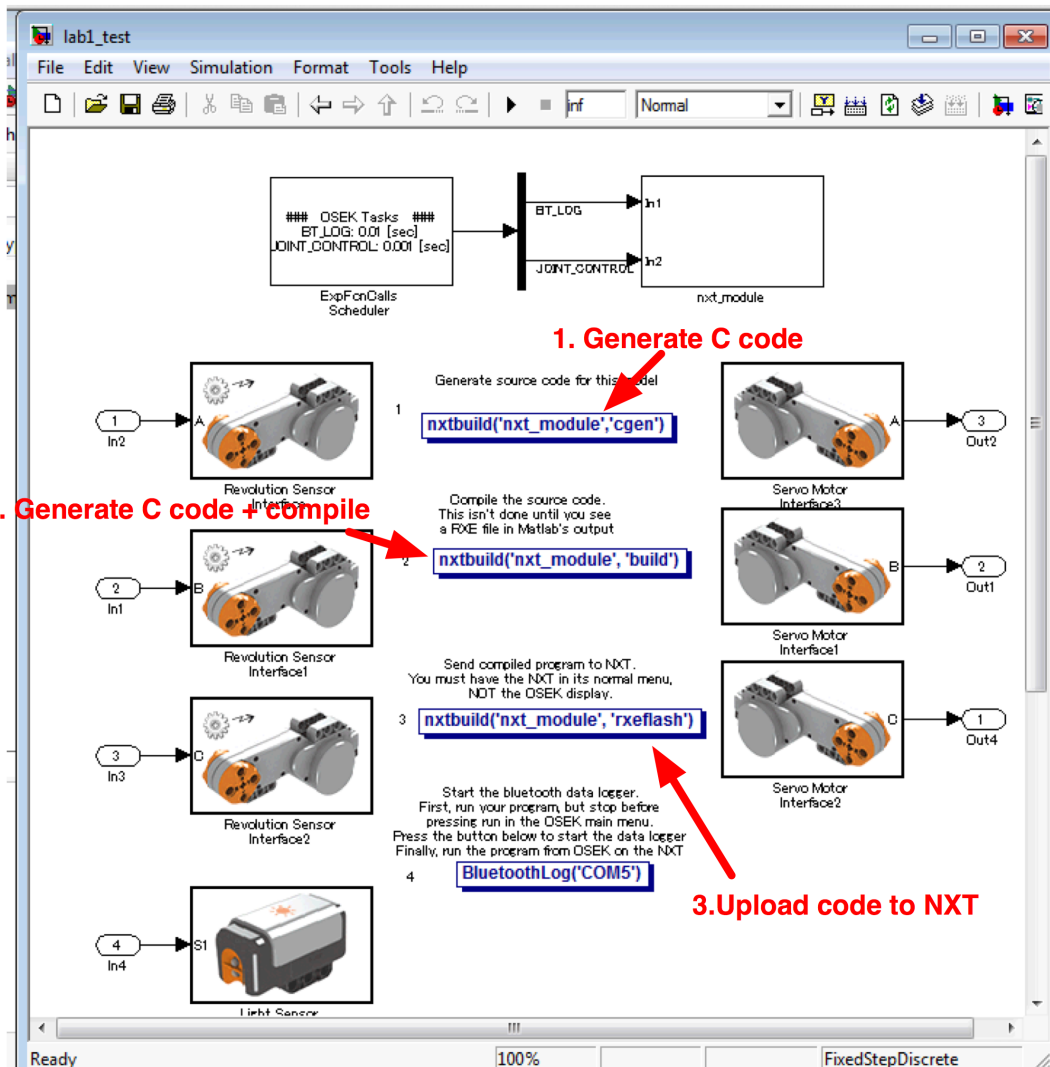 lab1_test
File Edit View Simulation Format Tools Help
inf
Normal
### OSEK Tasks ###
BT_LOG: 0.01 [sec]
JOINT_CONTROL: 0.001 [sec]
ExpFcnCalls
Scheduler
BT_LOG
JOINT_CONTROL
In1
In2
nxt_module
1. Generate C code
Generate source code for this model
1
nxtbuild('nxt_module','cgen')
1
In2
A
Revolution Sensor
Interface
A
Servo Motor
Interface3
3
Out2
. Generate C code + compile
Compile the source code.
This isn't done until you see
a RXE file in Matlab's output
2
nxtbuild('nxt_module', 'build')
2
In1
B
Revolution Sensor
Interface1
B
Servo Motor
Interface1
2
Out1
Send compiled program to NXT.
You must have the NXT in its normal menu,
NOT the OSEK display.
3
nxtbuild('nxt_module', 'rxeflash')
3
In3
C
Revolution Sensor
Interface2
C
Servo Motor
Interface2
1
Out4
Start the bluetooth data logger.
First, run your program, but stop before
pressing run in the OSEK main menu.
Press the button below to start the data logger
Finally, run the program from OSEK on the NXT
4
BluetoothLog('COM5')
3.Upload code to NXT
4
In4
S1
Light Sensor
Ready
100%
FixedStepDiscrete